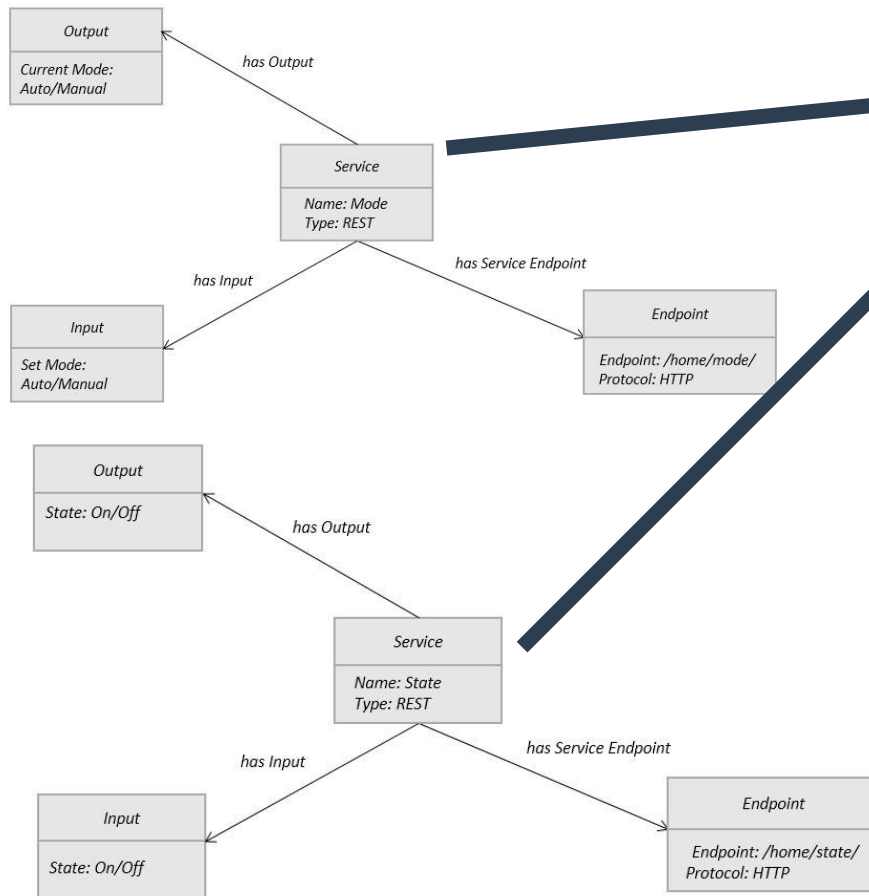 Output
Current Mode:
Auto/Manual
has Output
Service
Name: Mode
Type: REST
has Input
has Service Endpoint
Input
Set Mode:
Auto/Manual
Endpoint
Endpoint: /home/mode/
Protocol: HTTP
Output
State: On/Off
has Output
Service
Name: State
Type: REST
has Input
has Service Endpoint
Input
State: On/Off
Endpoint
Endpoint: /home/state/
Protocol: HTTP